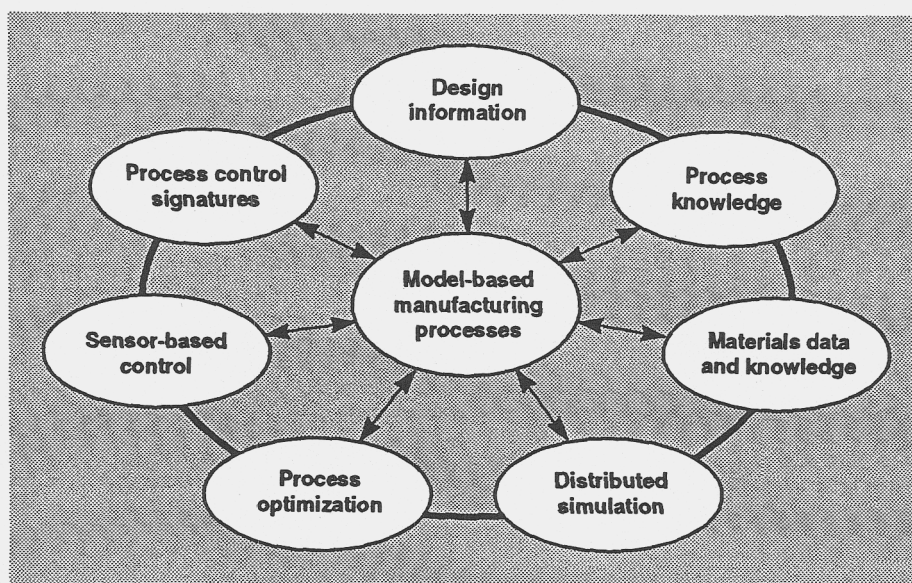 Design
information
Process control
signatures
Process
knowledge
Model-based
manufacturing
processes
Sensor-based
control
Materials data
and knowledge
Process
optimization
Distributed
simulation